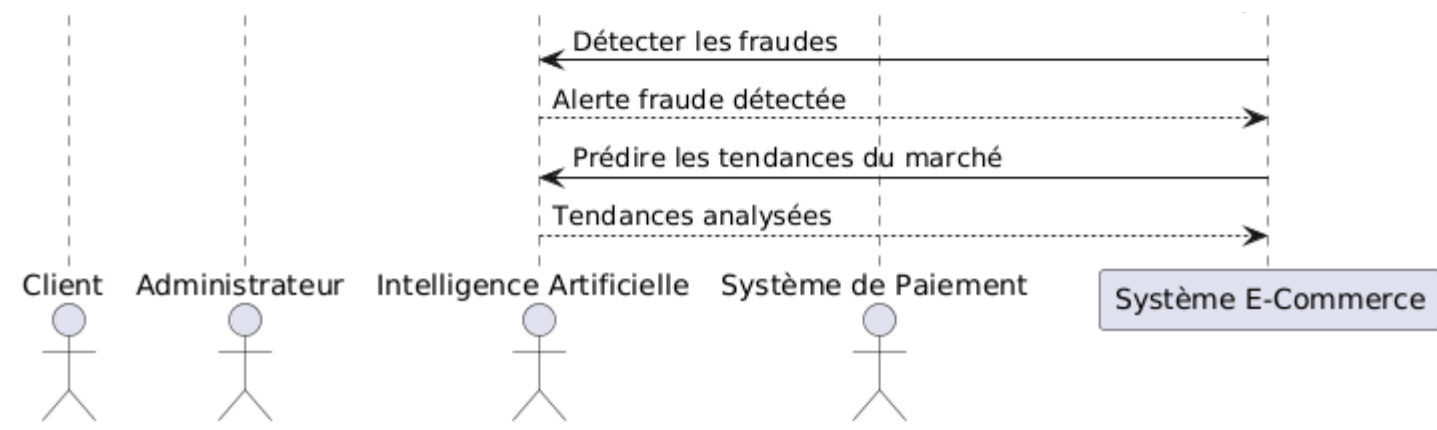 Détecter les fraudes
Alerte fraude détectée
Prédire les tendances du marché
Tendances analysées
Client
Administrateur
Intelligence Artificielle
Système de Paiement
Système E-Commerce